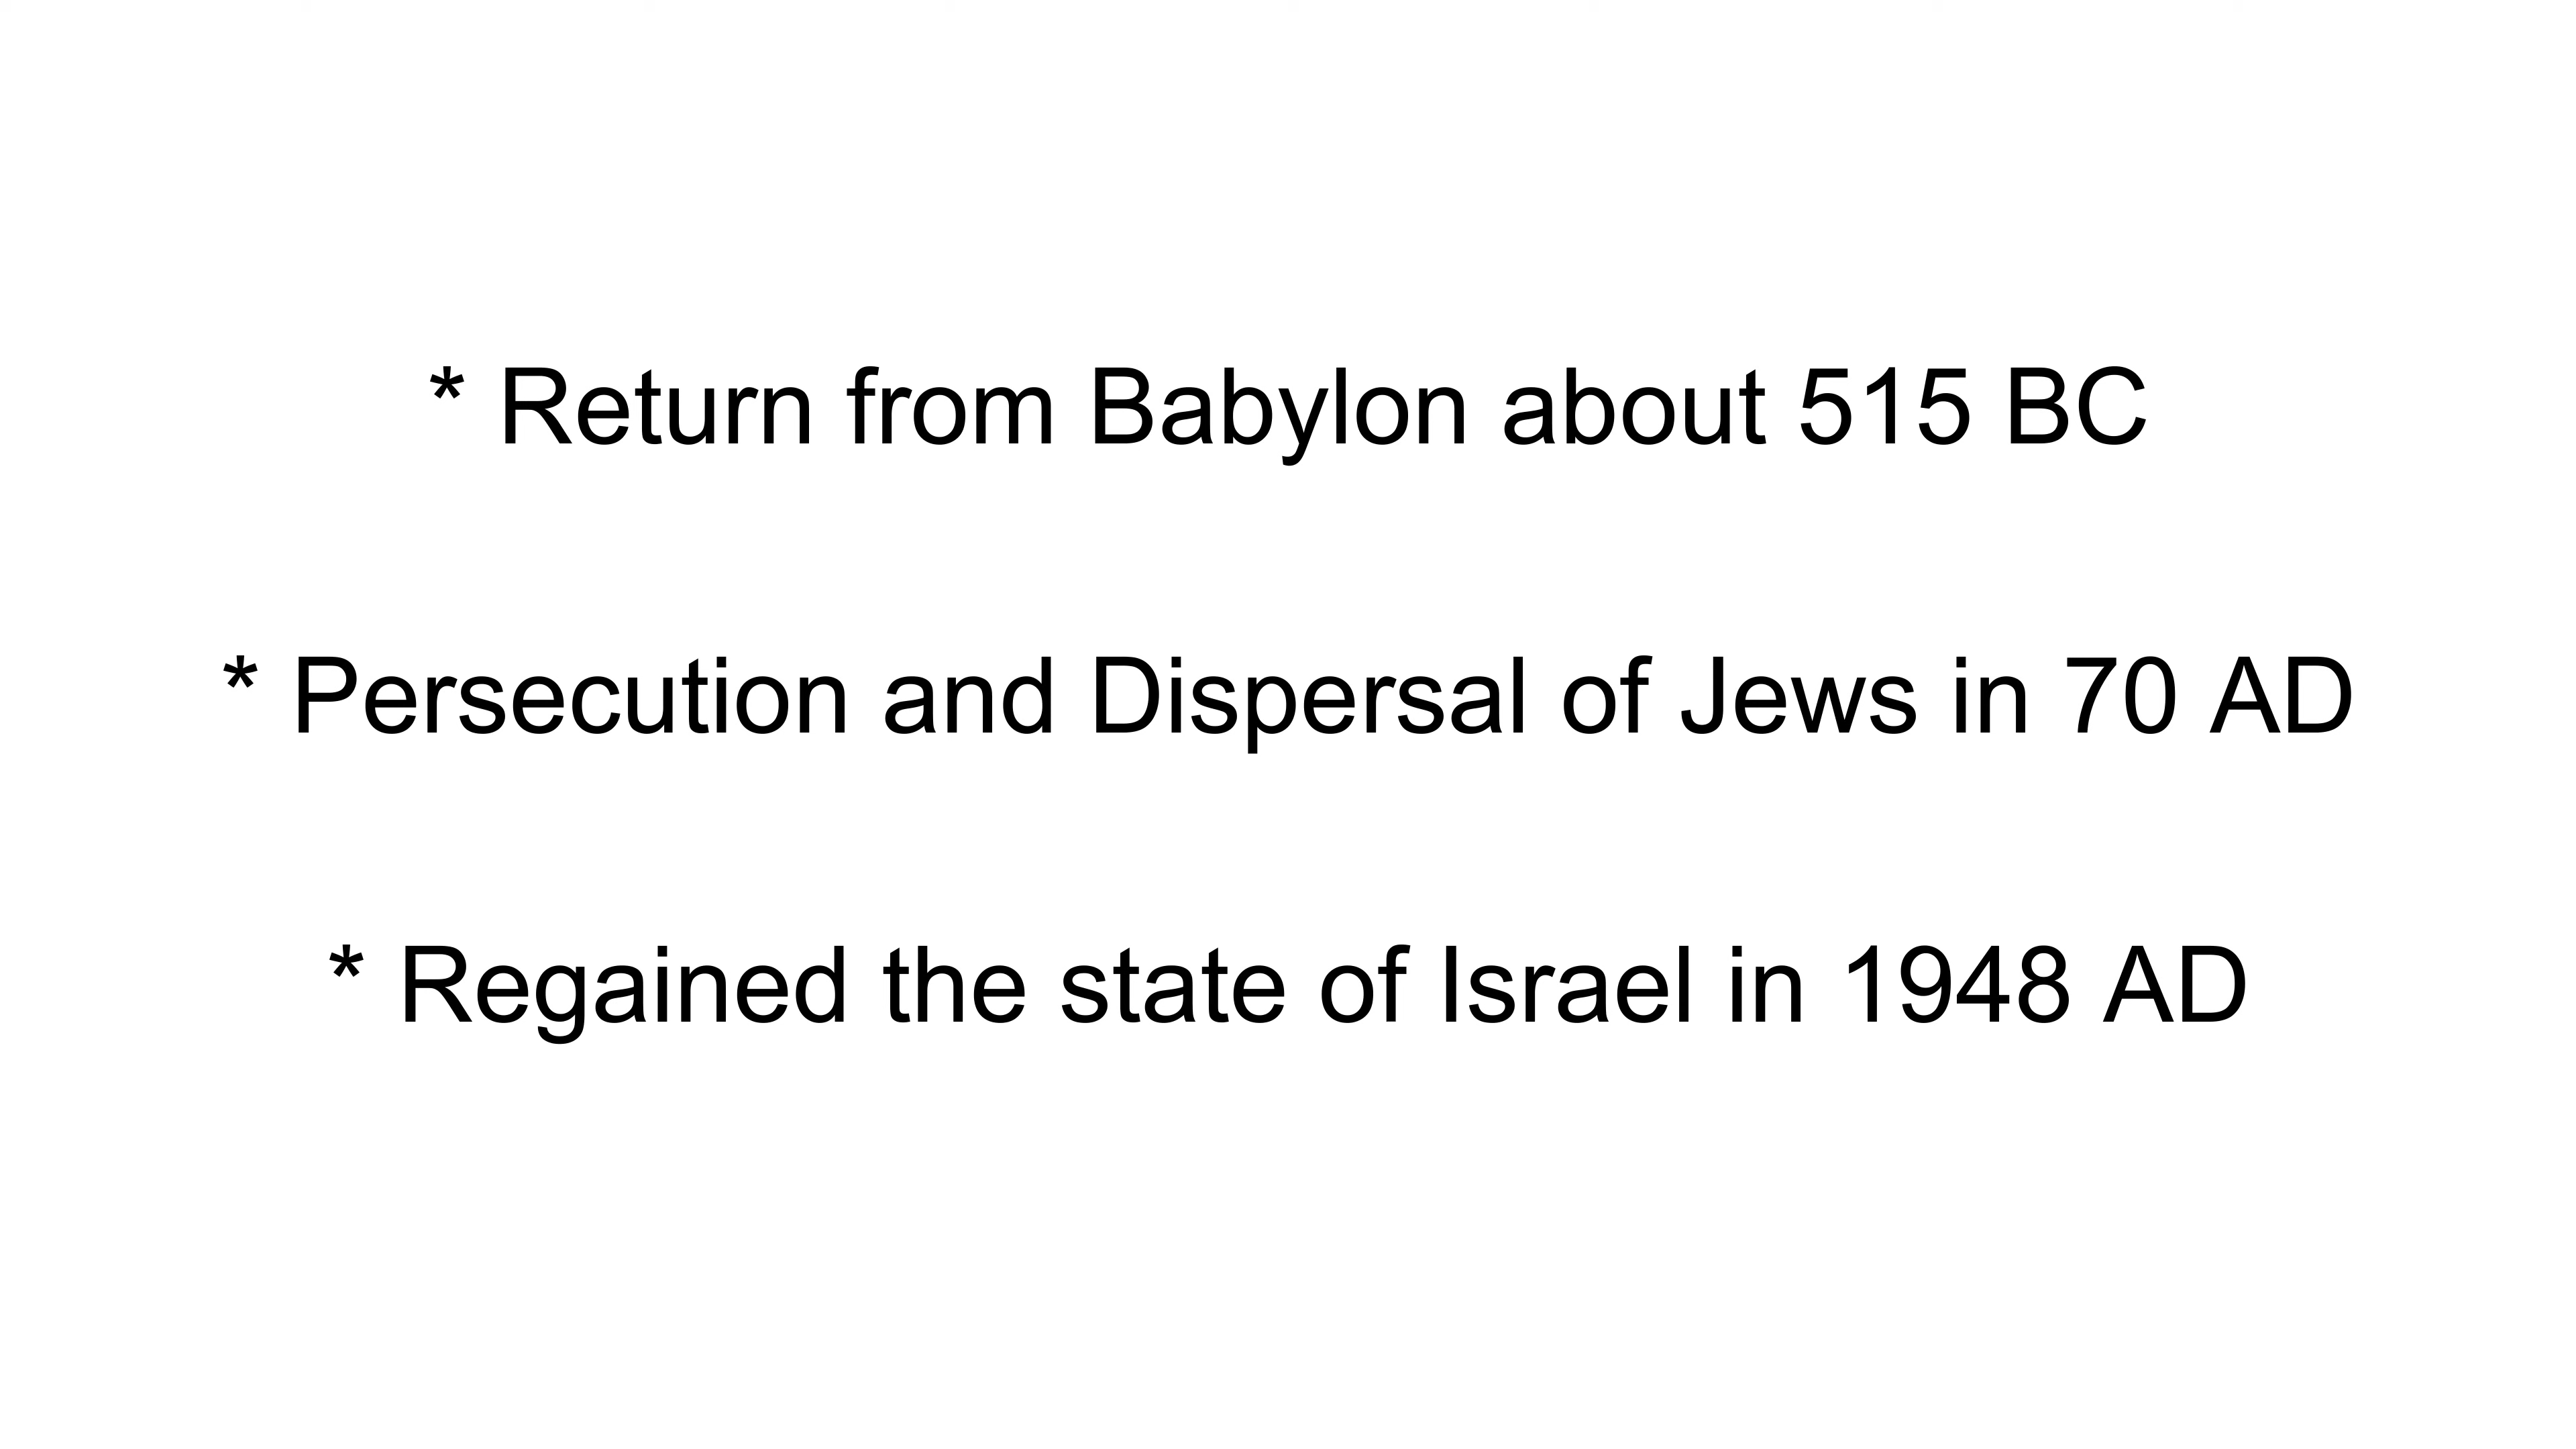 * Return from Babylon about 515 BC
* Persecution and Dispersal of Jews in 70 AD
* Regained the state of Israel in 1948 AD